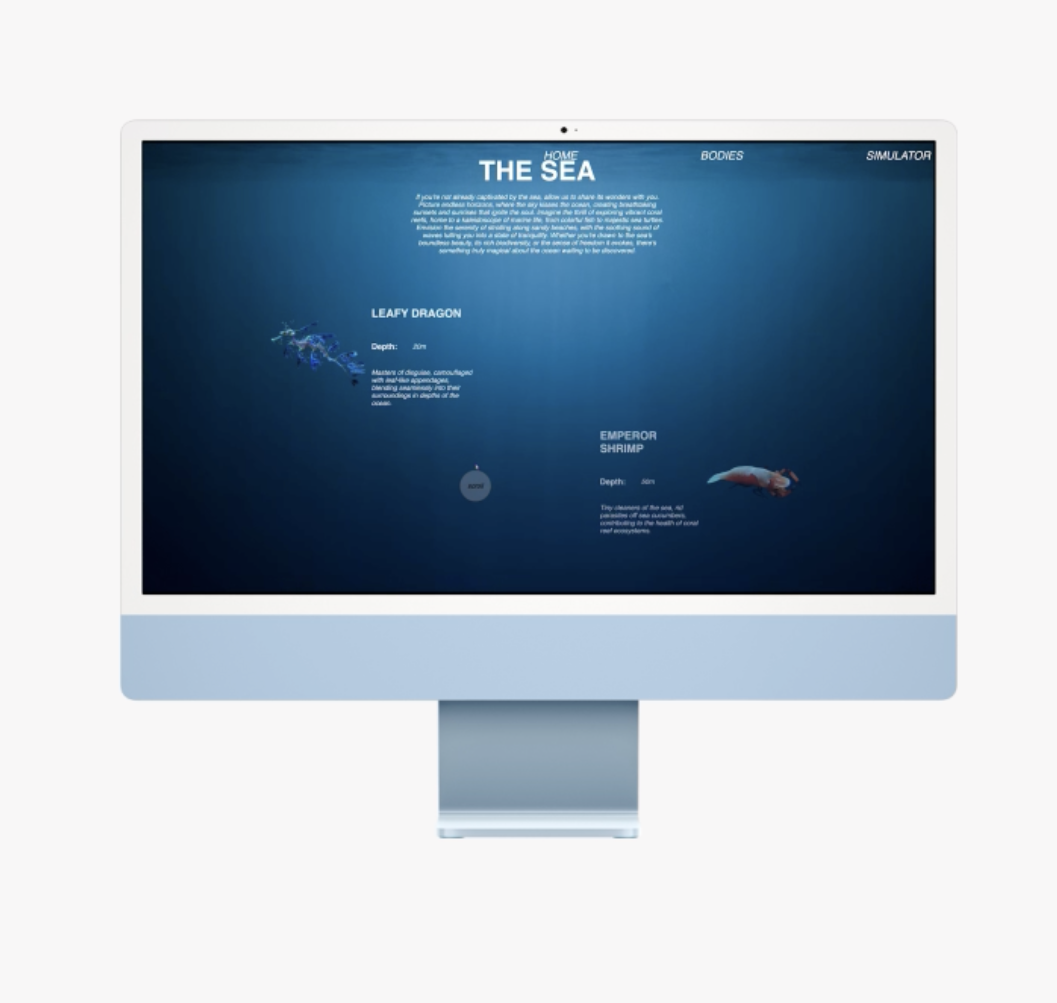 HOME BODIES SIMULATOR
THE SEA
If you're not already captivated by the sea, allow us to share its wonders with you.
Picture endless horizons, where the sky kisses the ocean, creating breathtaking
sunsets and sunrises that ignite the soul. Imagine the thrill of exploring vibrant coral
reefs, home to a kaleidoscope of marine life, from colorful fish to majestic sea turtles.
Envision the serenity of strolling along sandy beaches, with the soothing sound of
waves lulling you into a state of tranquility. Whether you're drawn to the sea's
boundless beauty, its rich biodiversity, or the sense of freedom it evokes, there's
something truly magical about the ocean waiting to be discovered.
LEAFY DRAGON
Depth: 20m
Masters of disguise, camouflaged
with leaf-like appendages,
blending seamlessly into their
surroundings in depths of the
ocean.
EMPEROR
SHRIMP
Depth:
Tiny cleaners of the sea, rid
parasites off sea cucumbers,
contributing to the health of coral
reef ecosystems.